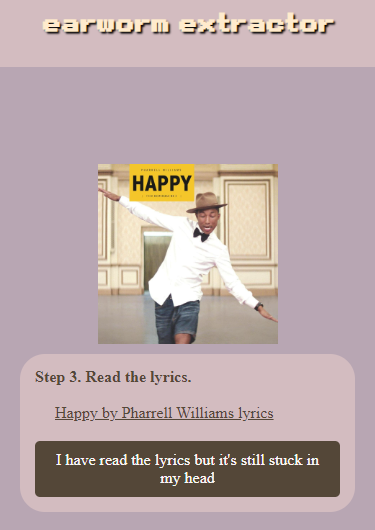 earworm extractor
PHARRELL WILLIAMS
HAPPY
Step 3. Read the lyrics.
Happy by Pharrell Williams lyrics
I have read the lyrics but it's still stuck in
my head